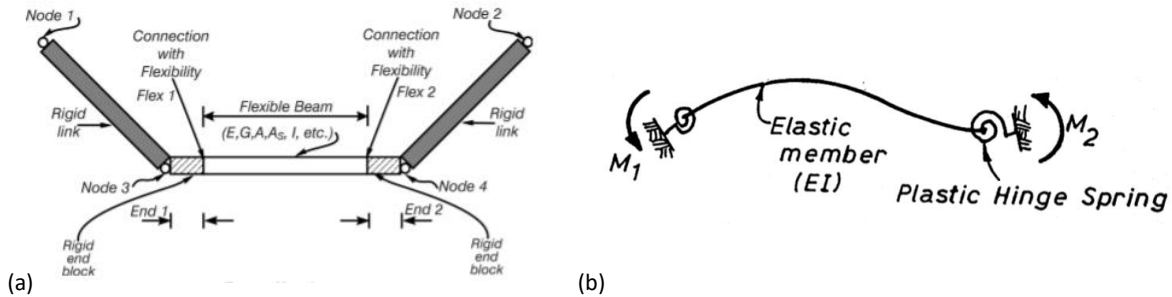 Node 1
Node 2
Connection
with
Flexibility
Flex 1
Connection
with
Flexibility
Flex 2
Flexible Beam
(E,G,A,A_S, I, etc.)
Rigid
link
Rigid
link
Node 3
Node 4
End 1
End 2
Rigid
end
block
Rigid
end
block
(a)
M1
Elastic
member
(EI)
M2
Plastic Hinge Spring
(b)